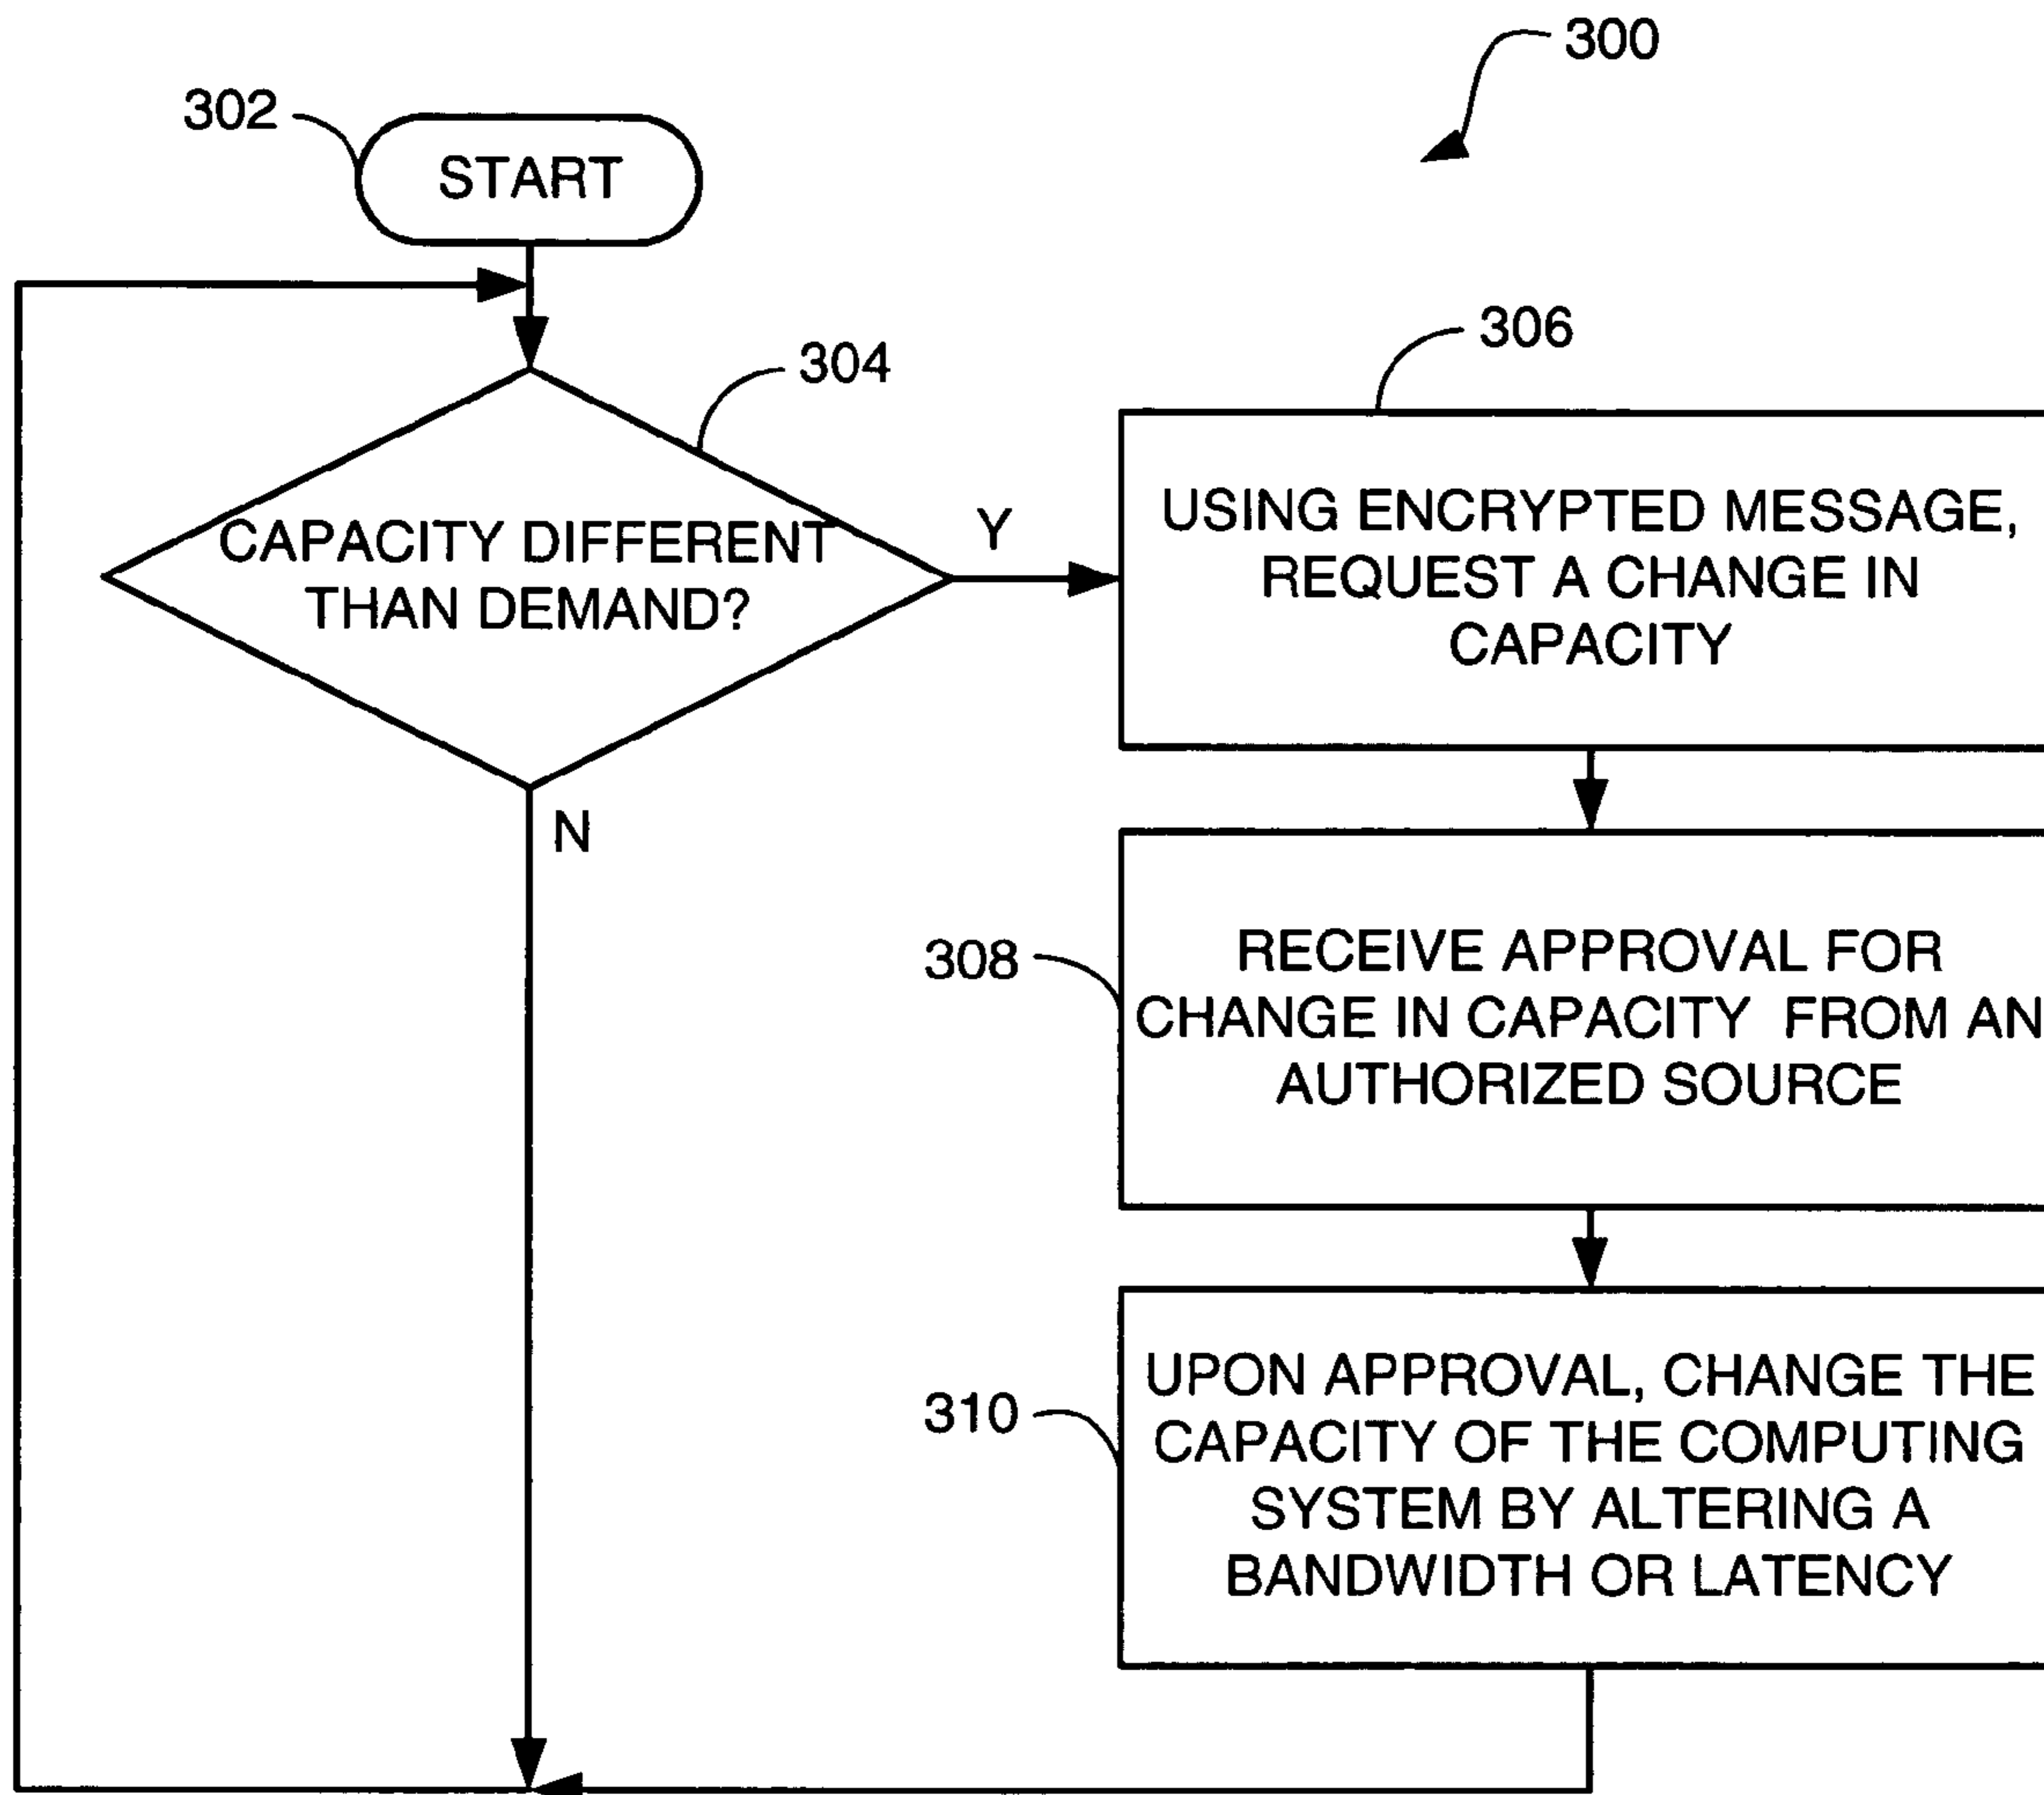 300
302
START
304
CAPACITY DIFFERENT
THAN DEMAND?
Y
N
306
USING ENCRYPTED MESSAGE,
REQUEST A CHANGE IN
CAPACITY
308
RECEIVE APPROVAL FOR
CHANGE IN CAPACITY FROM AN
AUTHORIZED SOURCE
310
UPON APPROVAL, CHANGE THE
CAPACITY OF THE COMPUTING
SYSTEM BY ALTERING A
BANDWIDTH OR LATENCY